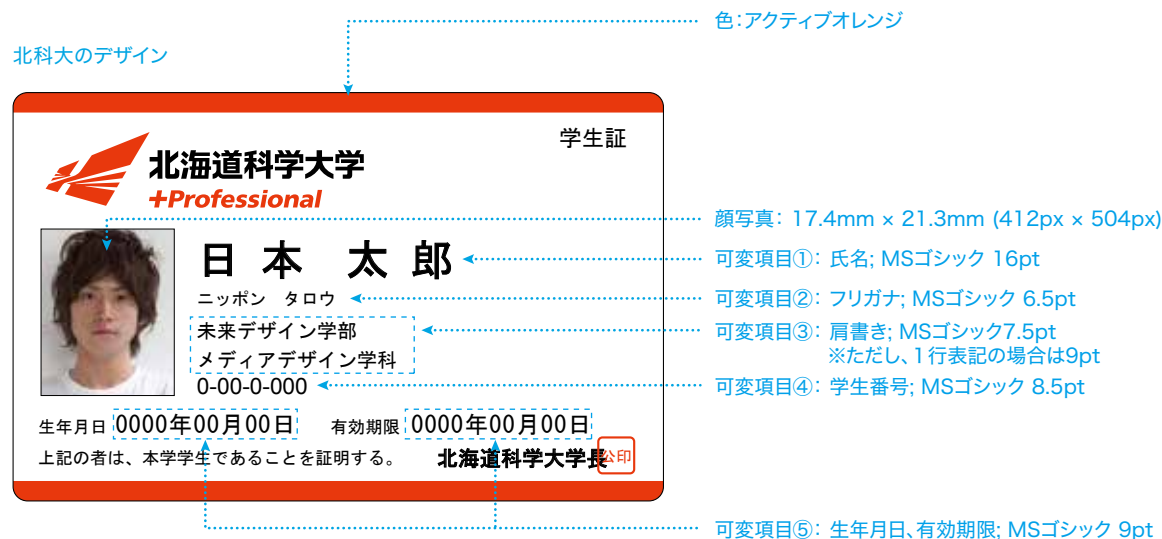 色：アクティブオレンジ
北科大のデザイン
学生証
北海道科学大学
+Professional
顔写真： 17.4mm × 21.3mm (412px × 504px)
日 本　太 郎
可変項目①： 氏名; MSゴシック 16pt
ニッポン　タロウ
可変項目②： フリガナ; MSゴシック 6.5pt
未来デザイン学部
メディアデザイン学科
可変項目③： 肩書き; MSゴシック7.5pt
※ただし、1行表記の場合は9pt
0-00-0-000
可変項目④： 学生番号; MSゴシック 8.5pt
生年月日 0000年00月00日　有効期限 0000年00月00日
上記の者は、本学学生であることを証明する。　北海道科学大学長 公印
可変項目⑤： 生年月日、有効期限; MSゴシック 9pt